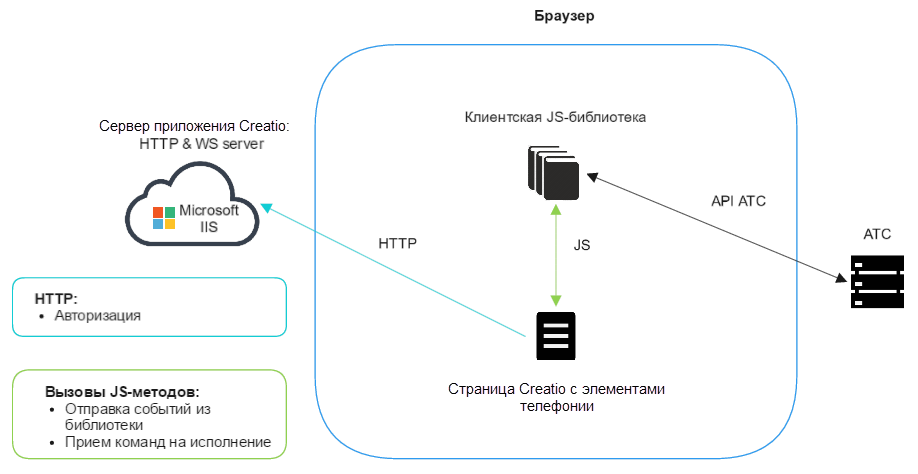 Браузер
Клиентская JS-библиотека
Сервер приложения Creatio:
HTTP & WS server
Microsoft
IIS
HTTP
JS
API ATC
АТС
HTTP:
• Авторизация
Страница Creatio с элементами
телефонии
Вызовы JS-методов:
• Отправка событий из
библиотеки
• Прием команд на исполнение